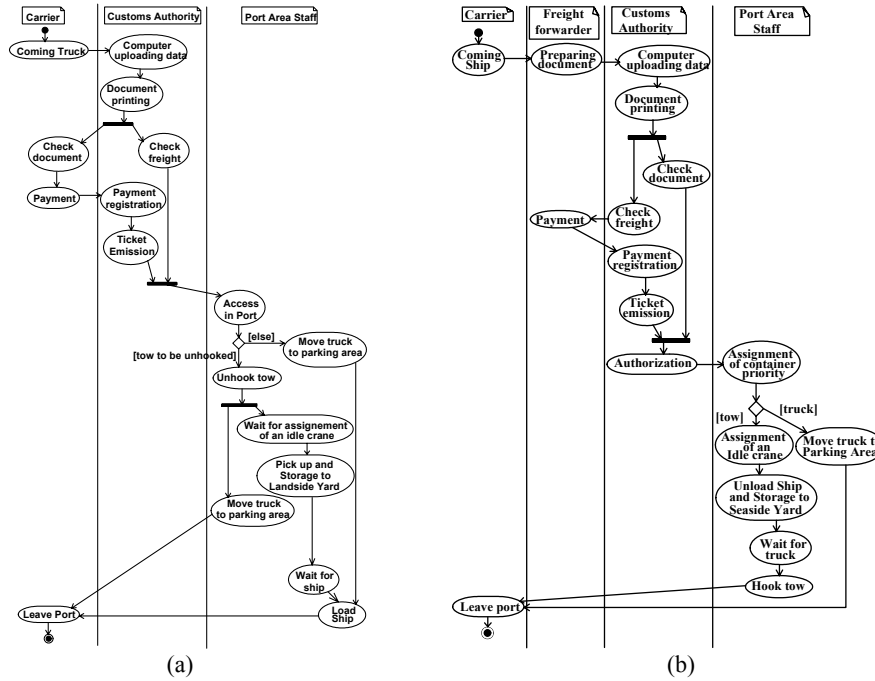 Carrier
Customs Authority
Port Area Staff
Coming Truck
Computer
uploading data
Document
printing
Check
document
Check
freight
Payment
Payment
registration
Ticket
Emission
Access
in Port
[else]
[tow to be unhooked]
Move truck
to parking area
Unhook tow
Wait for assignement
of an idle crane
Pick up and
Storage to
Landside Yard
Move truck
to parking area
Wait for
ship
Leave Port
Load
Ship
(a)
Carrier
Freight
forwarder
Customs
Authority
Port Area
Staff
Coming
Ship
Preparing
document
Computer
uploading data
Document
printing
Check
document
Check
freight
Payment
Payment
registration
Ticket
emission
Authorization
Assignment
of container
priority
[tow]
[truck]
Assignment
of an
Idle crane
Move truck t
Parking Area
Unload Ship
and Storage to
Seaside Yard
Wait for
truck
Hook tow
Leave port
(b)